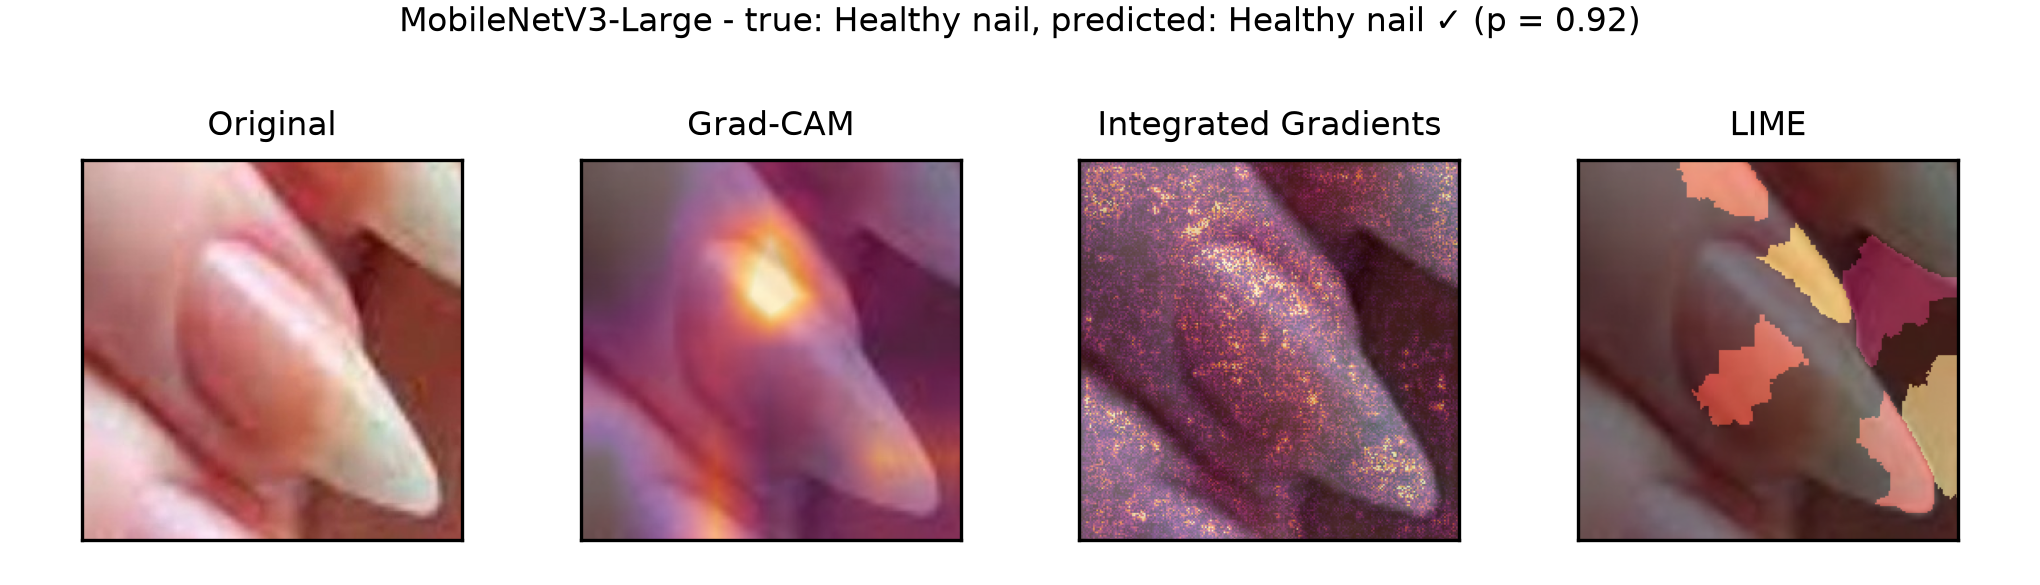 MobileNetV3-Large - true: Healthy nail, predicted: Healthy nail ✓ (p = 0.92)
Original
Grad-CAM
Integrated Gradients
LIME